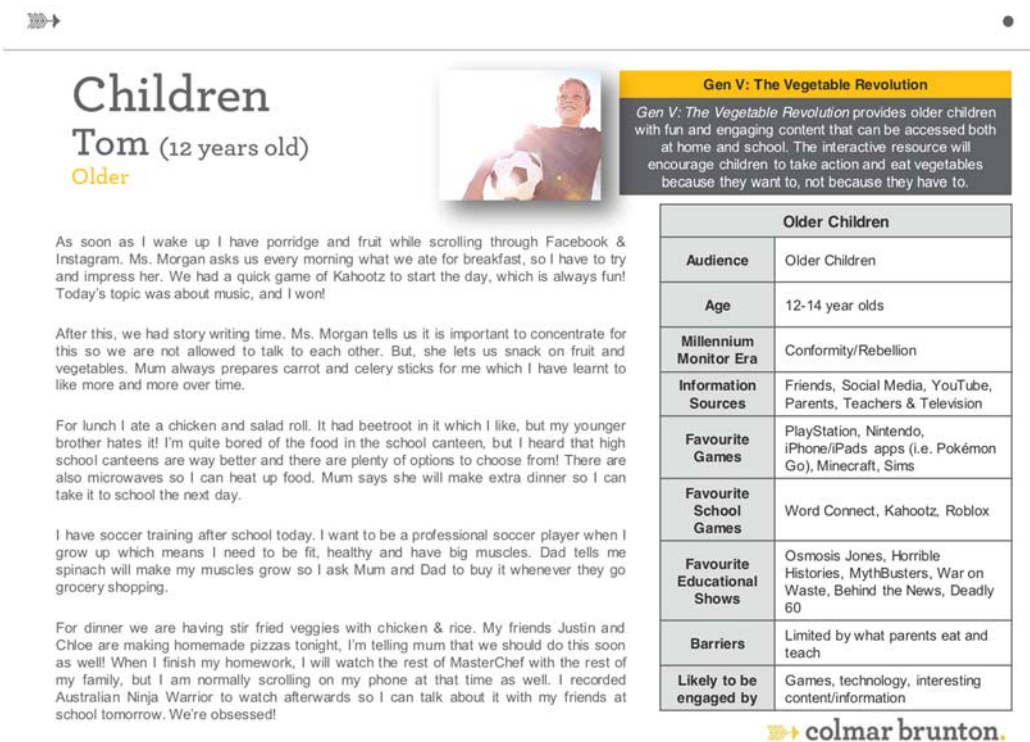 Children
Tom (12 years old)
Older
As soon as I wake up I have porridge and fruit while scrolling through Facebook &
Instagram. Ms. Morgan asks us every morning what we ate for breakfast, so I have to try
and impress her. We had a quick game of Kahootz to start the day, which is always fun!
Today's topic was about music, and I won!
After this, we had story writing time. Ms. Morgan tells us it is important to concentrate for
this so we are not allowed to talk to each other. But, she lets us snack on fruit and
vegetables. Mum always prepares carrot and celery sticks for me which I have learnt to
like more and more over time.
For lunch I ate a chicken and salad roll. It had beetroot in it which I like, but my younger
brother hates it! I'm quite bored of the food in the school canteen, but I heard that high
school canteens are way better and there are plenty of options to choose from! There are
also microwaves so I can heat up food. Mum says she will make extra dinner so I can
take it to school the next day.
I have soccer training after school today. I want to be a professional soccer player when I
grow up which means I need to be fit, healthy and have big muscles. Dad tells me
spinach will make my muscles grow so I ask Mum and Dad to buy it whenever they go
grocery shopping.
For dinner we are having stir fried veggies with chicken & rice. My friends Justin and
Chloe are making homemade pizzas tonight, I'm telling mum that we should do this soon
as well! When I finish my homework, I will watch the rest of MasterChef with the rest of
my family, but I am normally scrolling on my phone at that time as well. I recorded
Australian Ninja Warrior to watch afterwards so I can talk about it with my friends at
school tomorrow. We're obsessed!
Gen V: The Vegetable Revolution
Gen V: The Vegetable Revolution provides older children
with fun and engaging content that can be accessed both
at home and school. The interactive resource will
encourage children to take action and eat vegetables
because they want to, not because they have to.
Older Children
Audience
Older Children
Age
12-14 year olds
Millennium
Monitor Era
Conformity/Rebellion
Information
Sources
Friends, Social Media, YouTube,
Parents, Teachers & Television
Favourite
Games
PlayStation, Nintendo,
iPhone/iPads apps (i.e. Pokémon
Go), Minecraft, Sims
Favourite
School
Games
Word Connect, Kahootz, Roblox
Favourite
Educational
Shows
Osmosis Jones, Horrible
Histories, MythBusters, War on
Waste, Behind the News, Deadly
60
Barriers
Limited by what parents eat and
teach
Likely to be
engaged by
Games, technology, interesting
content/information
colmar brunton.